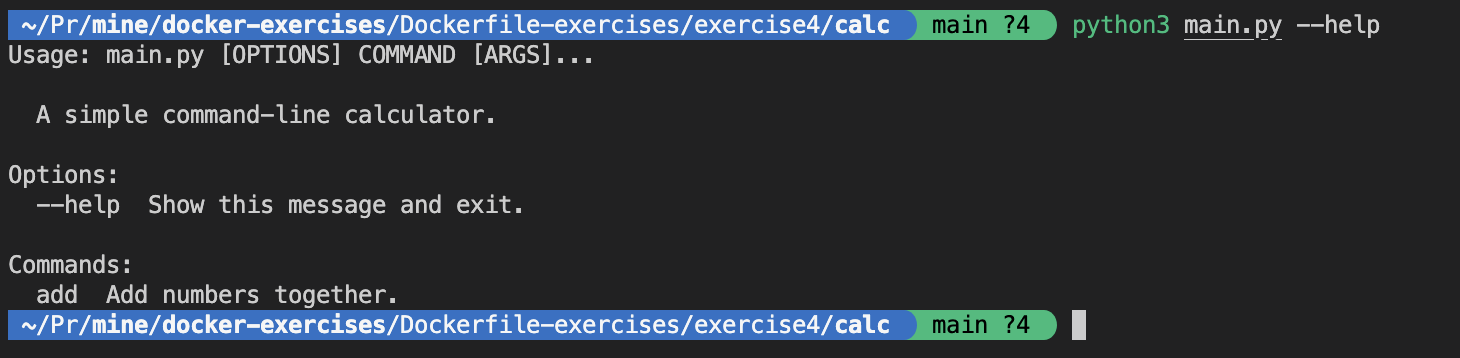 ~/Pr/mine/docker-exercises/Dockerfile-exercises/exercise4/calc main ?4 python3 main.py --help
Usage: main.py [OPTIONS] COMMAND [ARGS]...
A simple command-line calculator.
Options:
--help Show this message and exit.
Commands:
add Add numbers together.
~/Pr/mine/docker-exercises/Dockerfile-exercises/exercise4/calc main ?4